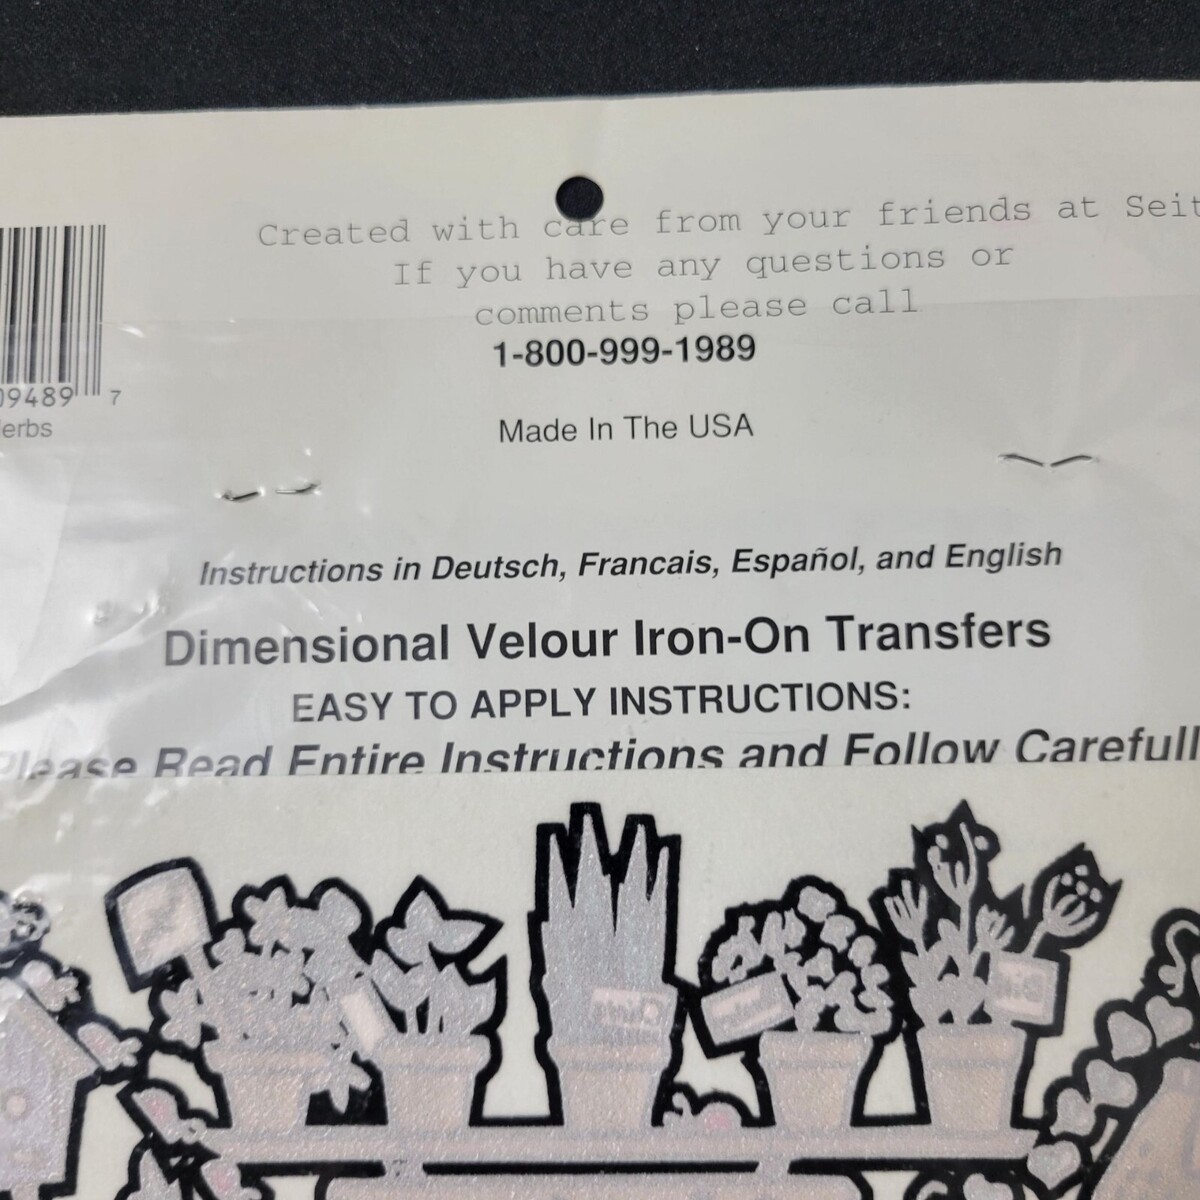 Created with care from your friends at Seit
If you have any questions or
comments please call
1-800-999-1989
09489 7
erbs
Made In The USA
Instructions in Deutsch, Francais, Español, and English
Dimensional Velour Iron-On Transfers
EASY TO APPLY INSTRUCTIONS:
Please Read Entire Instructions and Follow Carefull
Chives